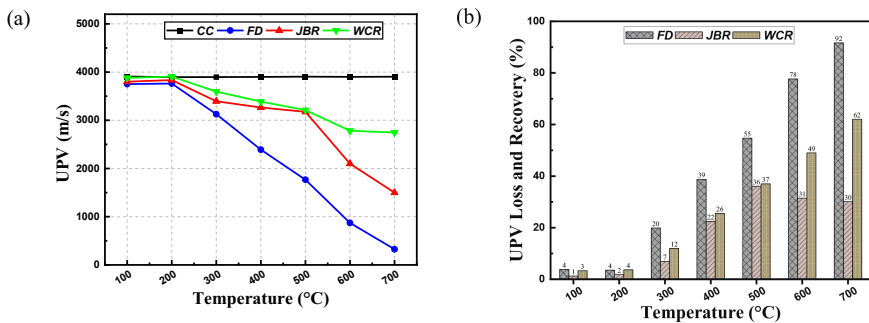 (a)
CC FD JBR WCR
5000
4000
3000
2000
1000
0
UPV (m/s)
100 200 300 400 500 600 700
Temperature (°C)
(b)
FD JBR WCR
100
80
60
40
20
0
UPV Loss and Recovery (%)
4 1 3
4 2 4
20 7 12
39 22 26
55 36 37
78 31 49
92 30 62
100 200 300 400 500 600 700
Temperature (°C)